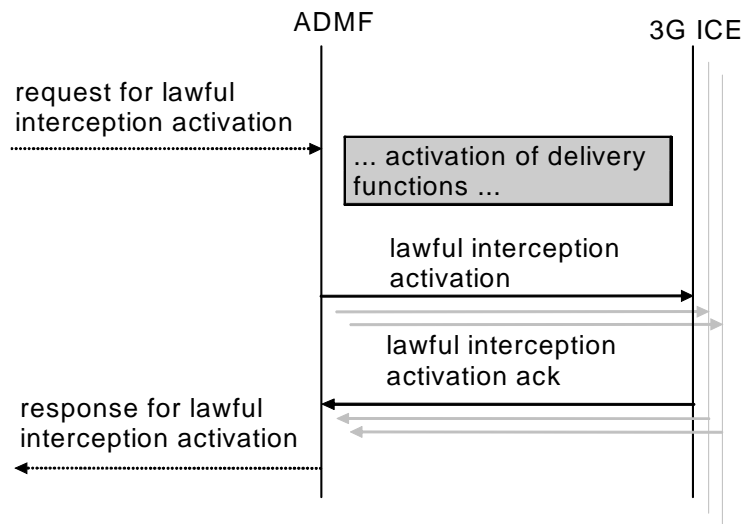 ADMF
3G ICE
request for lawful
interception activation
... activation of delivery
functions ...
lawful interception
activation
lawful interception
activation ack
response for lawful
interception activation